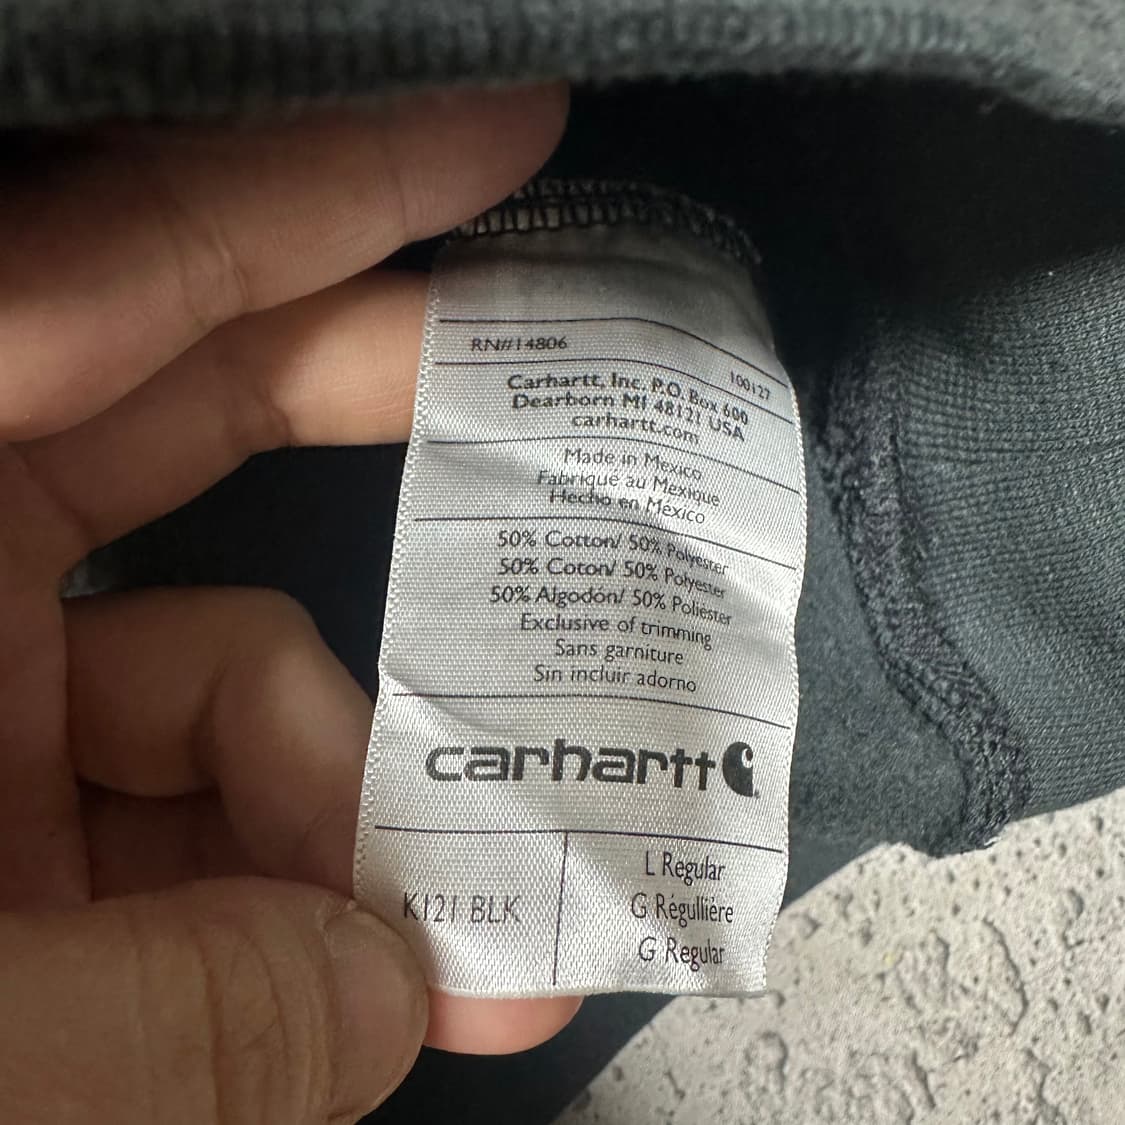 RN#14806
100127
Carhartt, Inc. P.O. Box 600
Dearborn MI 48121 USA
carhartt.com
Made in Mexico
Fabriqué au Mexique
Hecho en México
50% Cotton/ 50% Polyester
50% Coton/ 50% Polyester
50% Algodón/ 50% Poliester
Exclusive of trimming
Sans garniture
Sin incluir adorno
carhartt
K121 BLK
L Regular
G Régullière
G Regular